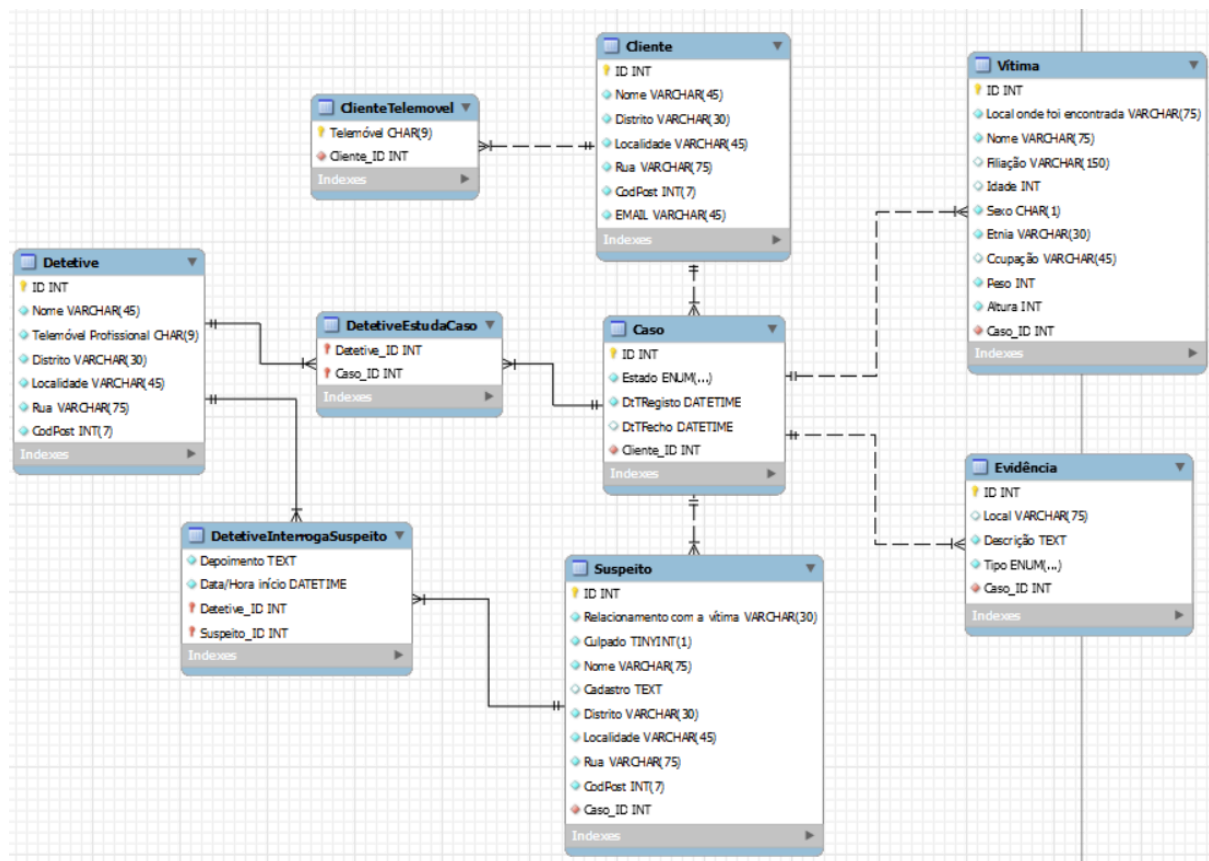 Cliente
ID INT
Nome VARCHAR(45)
Distrito VARCHAR(30)
Localidade VARCHAR(45)
Rua VARCHAR(75)
CodPost INT(7)
EMAIL VARCHAR(45)
Indexes
Vítima
ID INT
Local onde foi encontrada VARCHAR(75)
Nome VARCHAR(75)
Filiação VARCHAR(150)
Idade INT
Sexo CHAR(1)
Etnia VARCHAR(30)
Ocupação VARCHAR(45)
Peso INT
Altura INT
Caso_ID INT
Indexes
ClienteTelemovel
Telemóvel CHAR(9)
Cliente_ID INT
Indexes
Detetive
ID INT
Nome VARCHAR(45)
Telemóvel Profissional CHAR(9)
Distrito VARCHAR(30)
Localidade VARCHAR(45)
Rua VARCHAR(75)
CodPost INT(7)
Indexes
DetetiveEstudaCaso
Detetive_ID INT
Caso_ID INT
Indexes
Caso
ID INT
Estado ENUM(...)
DtTRegisto DATETIME
DtTFecho DATETIME
Cliente_ID INT
Indexes
Evidência
ID INT
Local VARCHAR(75)
Descrição TEXT
Tipo ENUM(...)
Caso_ID INT
Indexes
DetetiveInterrogaSuspeito
Depoimento TEXT
Data/Hora início DATETIME
Detetive_ID INT
Suspeito_ID INT
Indexes
Suspeito
ID INT
Relacionamento com a vítima VARCHAR(30)
Culpado TINYINT(1)
Nome VARCHAR(75)
Cadastro TEXT
Distrito VARCHAR(30)
Localidade VARCHAR(45)
Rua VARCHAR(75)
CodPost INT(7)
Caso_ID INT
Indexes